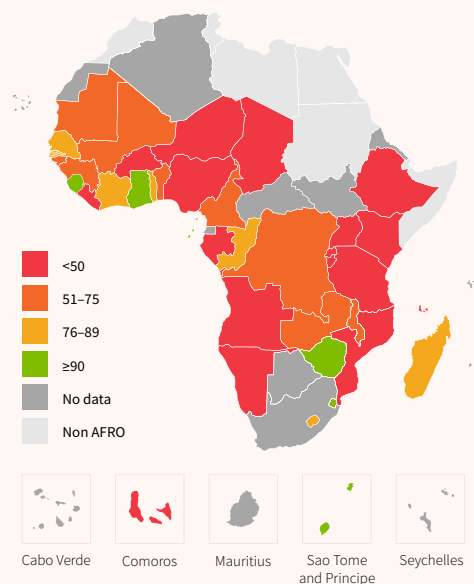 <50
51–75
76–89
≥90
No data
Non AFRO
Cabo Verde
Comoros
Mauritius
Sao Tome
and Principe
Seychelles